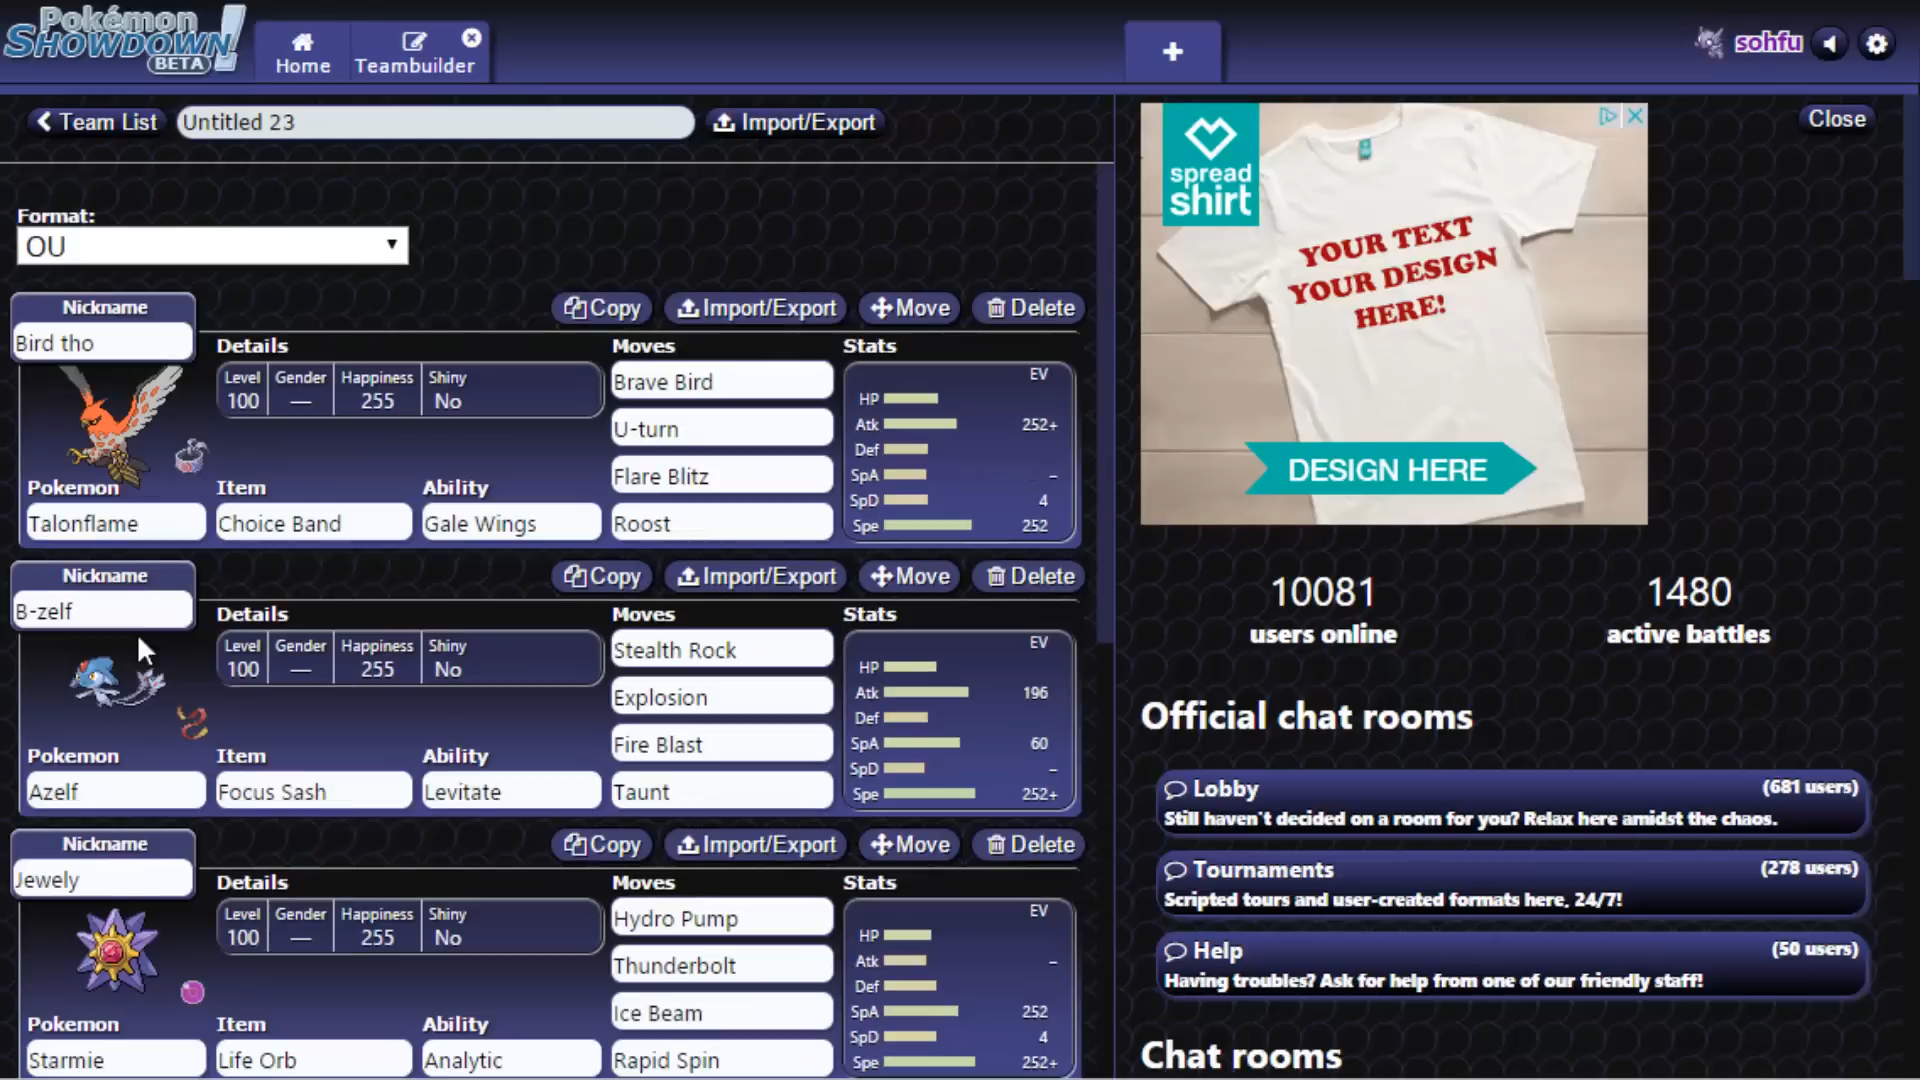 Pokémon
SHOWDOWN!
BETA
Home
Teambuilder
+
sohfu
Team List
Untitled 23
Import/Export
Close
Format:
OU
Nickname
Bird tho
Copy
Import/Export
Move
Delete
Details
Level Gender Happiness Shiny
100 — 255 No
Moves
Brave Bird
U-turn
Flare Blitz
Roost
Stats
EV
HP
Atk 252+
Def
SpA –
SpD 4
Spe 252
Pokemon
Talonflame
Item
Choice Band
Ability
Gale Wings
Nickname
B-zelf
Copy
Import/Export
Move
Delete
Details
Level Gender Happiness Shiny
100 — 255 No
Moves
Stealth Rock
Explosion
Fire Blast
Taunt
Stats
EV
HP
Atk 196
Def
SpA 60
SpD –
Spe 252+
Pokemon
Azelf
Item
Focus Sash
Ability
Levitate
Nickname
Jewely
Copy
Import/Export
Move
Delete
Details
Level Gender Happiness Shiny
100 — 255 No
Moves
Hydro Pump
Thunderbolt
Ice Beam
Rapid Spin
Stats
EV
HP
Atk –
Def
SpA 252
SpD 4
Spe 252+
Pokemon
Starmie
Item
Life Orb
Ability
Analytic
spread
shirt
YOUR TEXT
YOUR DESIGN
HERE!
DESIGN HERE
10081
users online
1480
active battles
Official chat rooms
Lobby (681 users)
Still haven't decided on a room for you? Relax here amidst the chaos.
Tournaments (278 users)
Scripted tours and user-created formats here, 24/7!
Help (50 users)
Having troubles? Ask for help from one of our friendly staff!
Chat rooms